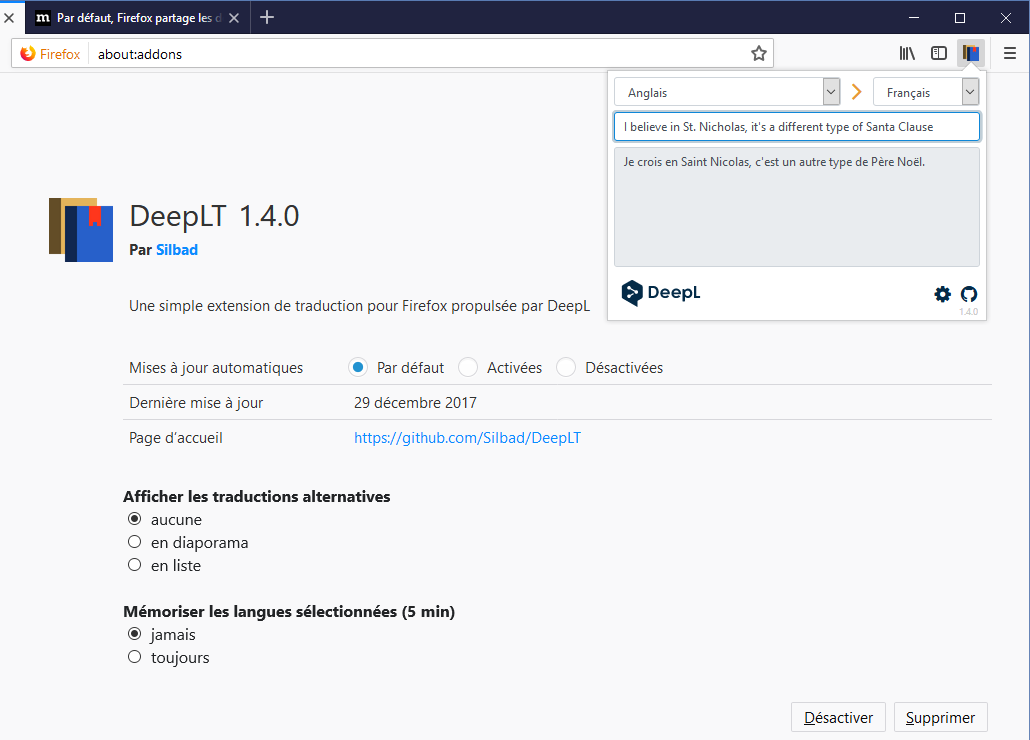 m Par défaut, Firefox partage les d
Firefox about:addons
Anglais
Français
I believe in St. Nicholas, it's a different type of Santa Clause
Je crois en Saint Nicolas, c'est un autre type de Père Noël.
DeepL
1.4.0
DeepLT 1.4.0
Par Silbad
Une simple extension de traduction pour Firefox propulsée par DeepL
Mises à jour automatiques Par défaut Activées Désactivées
Dernière mise à jour 29 décembre 2017
Page d’accueil https://github.com/Silbad/DeepLT
Afficher les traductions alternatives
aucune
en diaporama
en liste
Mémoriser les langues sélectionnées (5 min)
jamais
toujours
Désactiver Supprimer